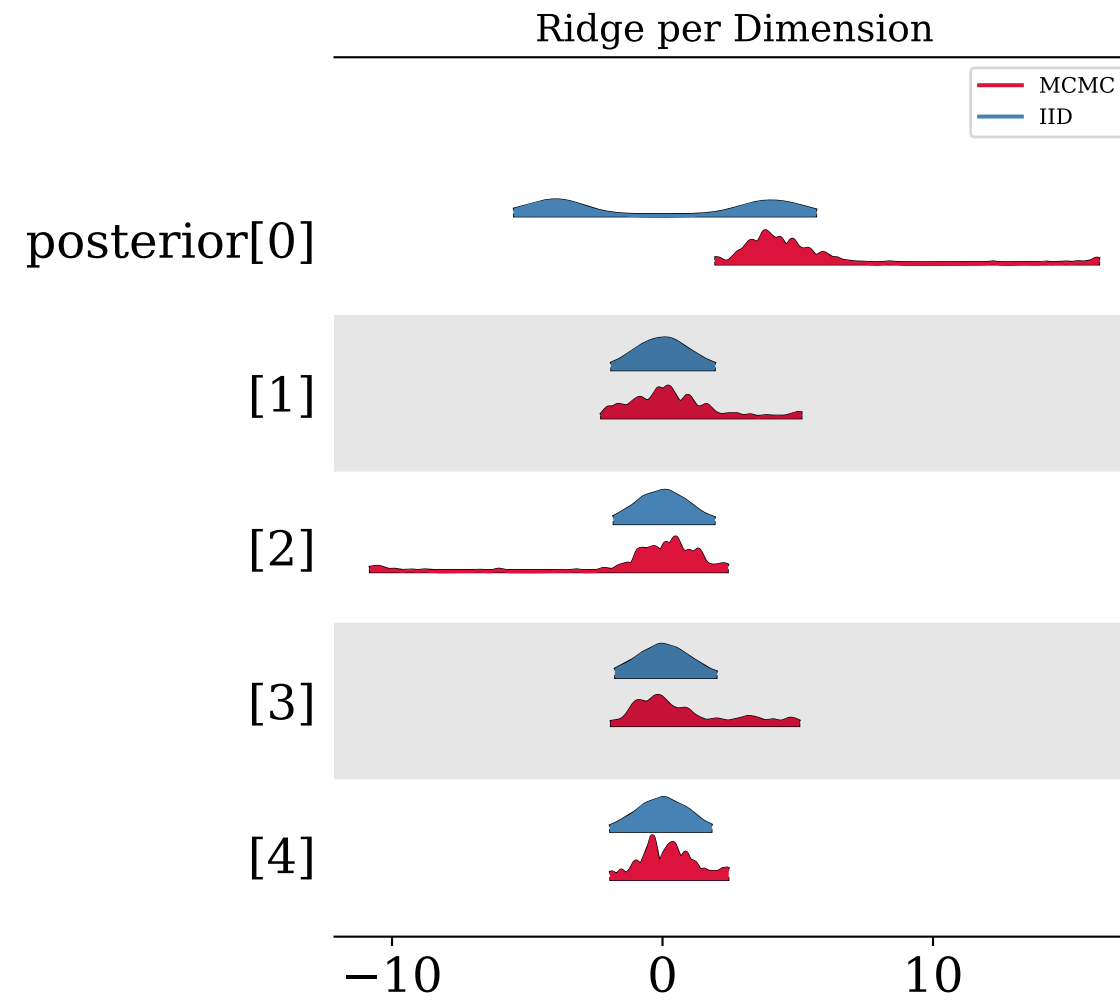 Ridge per Dimension
MCMC
IID
posterior[0]
[1]
[2]
[3]
[4]
−10 0 10